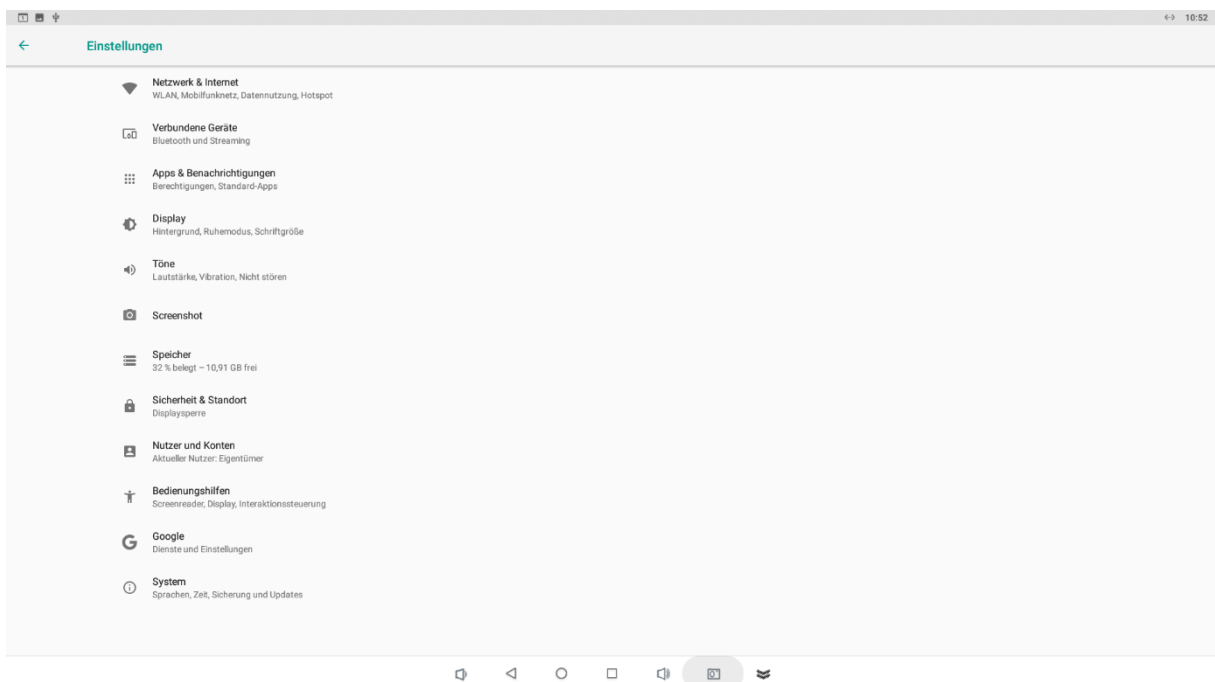 10:52
Einstellungen
Netzwerk & Internet
WLAN, Mobilfunknetz, Datennutzung, Hotspot
Verbundene Geräte
Bluetooth und Streaming
Apps & Benachrichtigungen
Berechtigungen, Standard-Apps
Display
Hintergrund, Ruhemodus, Schriftgröße
Töne
Lautstärke, Vibration, Nicht stören
Screenshot
Speicher
32 % belegt – 10,91 GB frei
Sicherheit & Standort
Displaysperre
Nutzer und Konten
Aktueller Nutzer: Eigentümer
Bedienungshilfen
Screenreader, Display, Interaktionssteuerung
Google
Dienste und Einstellungen
System
Sprachen, Zeit, Sicherung und Updates